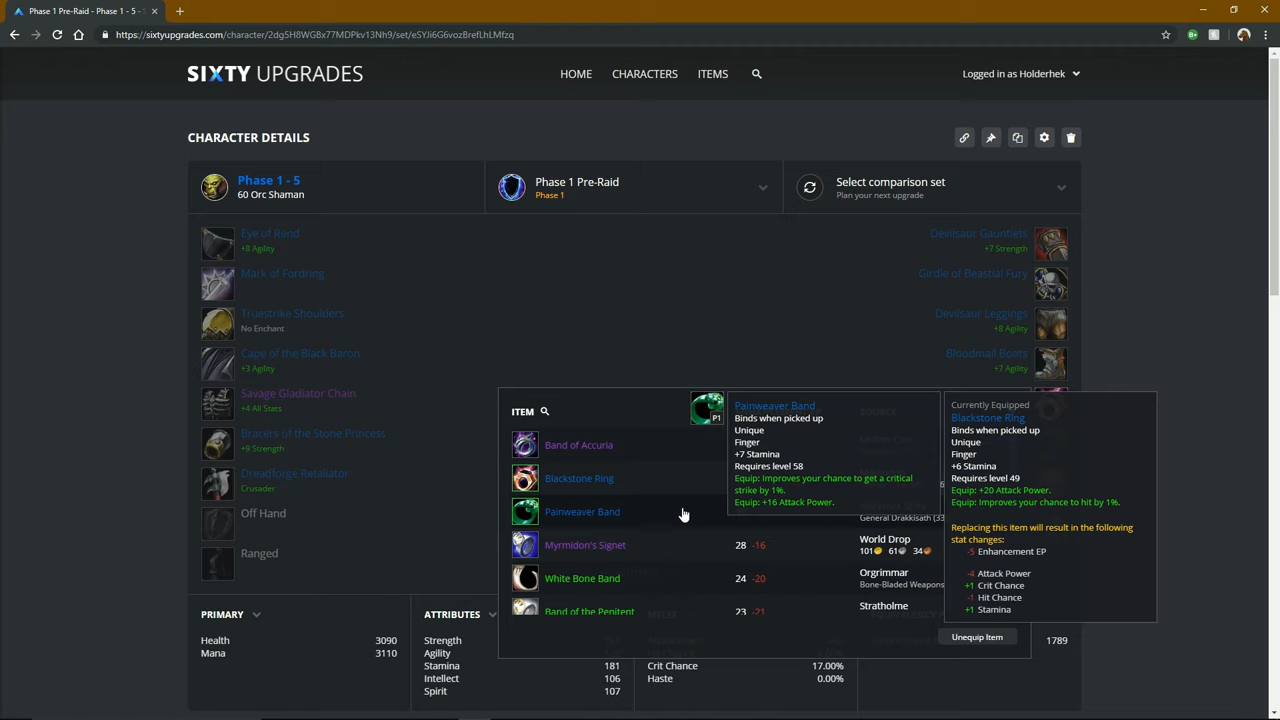 Phase 1 Pre-Raid - Phase 1 - 5 -
https://sixtyupgrades.com/character/2dg5H8WGBx77MDPkv13Nh9/set/eSYJi6G6vozBrefLhLMfzq
SIXTY UPGRADES
HOME
CHARACTERS
ITEMS
Logged in as Holderhek
CHARACTER DETAILS
Phase 1 - 5
60 Orc Shaman
Phase 1 Pre-Raid
Phase 1
Select comparison set
Plan your next upgrade
Eye of Rend
+8 Agility
Mark of Fordring
Truestrike Shoulders
No Enchant
Cape of the Black Baron
+3 Agility
Savage Gladiator Chain
+4 All Stats
Bracers of the Stone Princess
+9 Strength
Dreadforge Retaliator
Crusader
Off Hand
Ranged
Devilsaur Gauntlets
+7 Strength
Girdle of Beastial Fury
Devilsaur Leggings
+8 Agility
Bloodmail Boots
+7 Agility
ITEM
SOURCE
Band of Accuria
Blackstone Ring
Painweaver Band
General Drakkisath (33
Myrmidon's Signet
28 -16
World Drop
101 61 34
White Bone Band
24 -20
Orgrimmar
Bone-Bladed Weapons
Band of the Penitent
23 -21
Stratholme
Unequip Item
P1
Painweaver Band
Binds when picked up
Unique
Finger
+7 Stamina
Requires level 58
Equip: Improves your chance to get a critical
strike by 1%.
Equip: +16 Attack Power.
Currently Equipped
Blackstone Ring
Binds when picked up
Unique
Finger
+6 Stamina
Requires level 49
Equip: +20 Attack Power.
Equip: Improves your chance to hit by 1%.
Replacing this item will result in the following
stat changes:
-5 Enhancement EP
-4 Attack Power
+1 Crit Chance
-1 Hit Chance
+1 Stamina
PRIMARY
Health 3090
Mana 3110
ATTRIBUTES
Strength
Agility
Stamina 181
Intellect 106
Spirit 107
MELEE
Crit Chance 17.00%
Haste 0.00%
1789